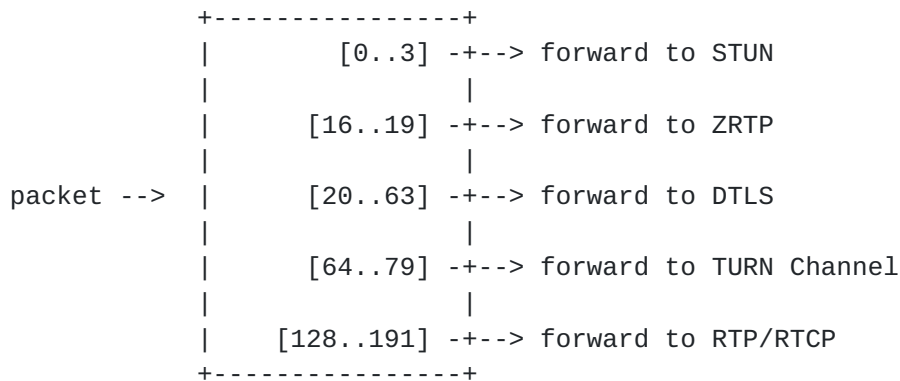 +----------------+
|        [0..3] -+--> forward to STUN
|                |
|      [16..19] -+--> forward to ZRTP
|                |
packet -->  |      [20..63] -+--> forward to DTLS
|                |
|      [64..79] -+--> forward to TURN Channel
|                |
|    [128..191] -+--> forward to RTP/RTCP
+----------------+